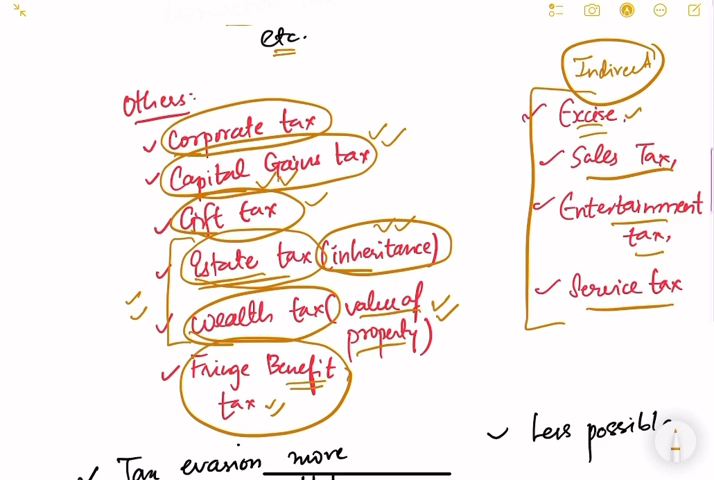 etc.
Others:
Corporate tax
Capital Gains tax
Gift tax
Estate tax (inheritance)
Wealth tax (value of
property)
Fringe Benefit
tax
Tax evasion more
Indirect
Excise.
Sales Tax,
Entertainment
tax,
Service tax
Less possible